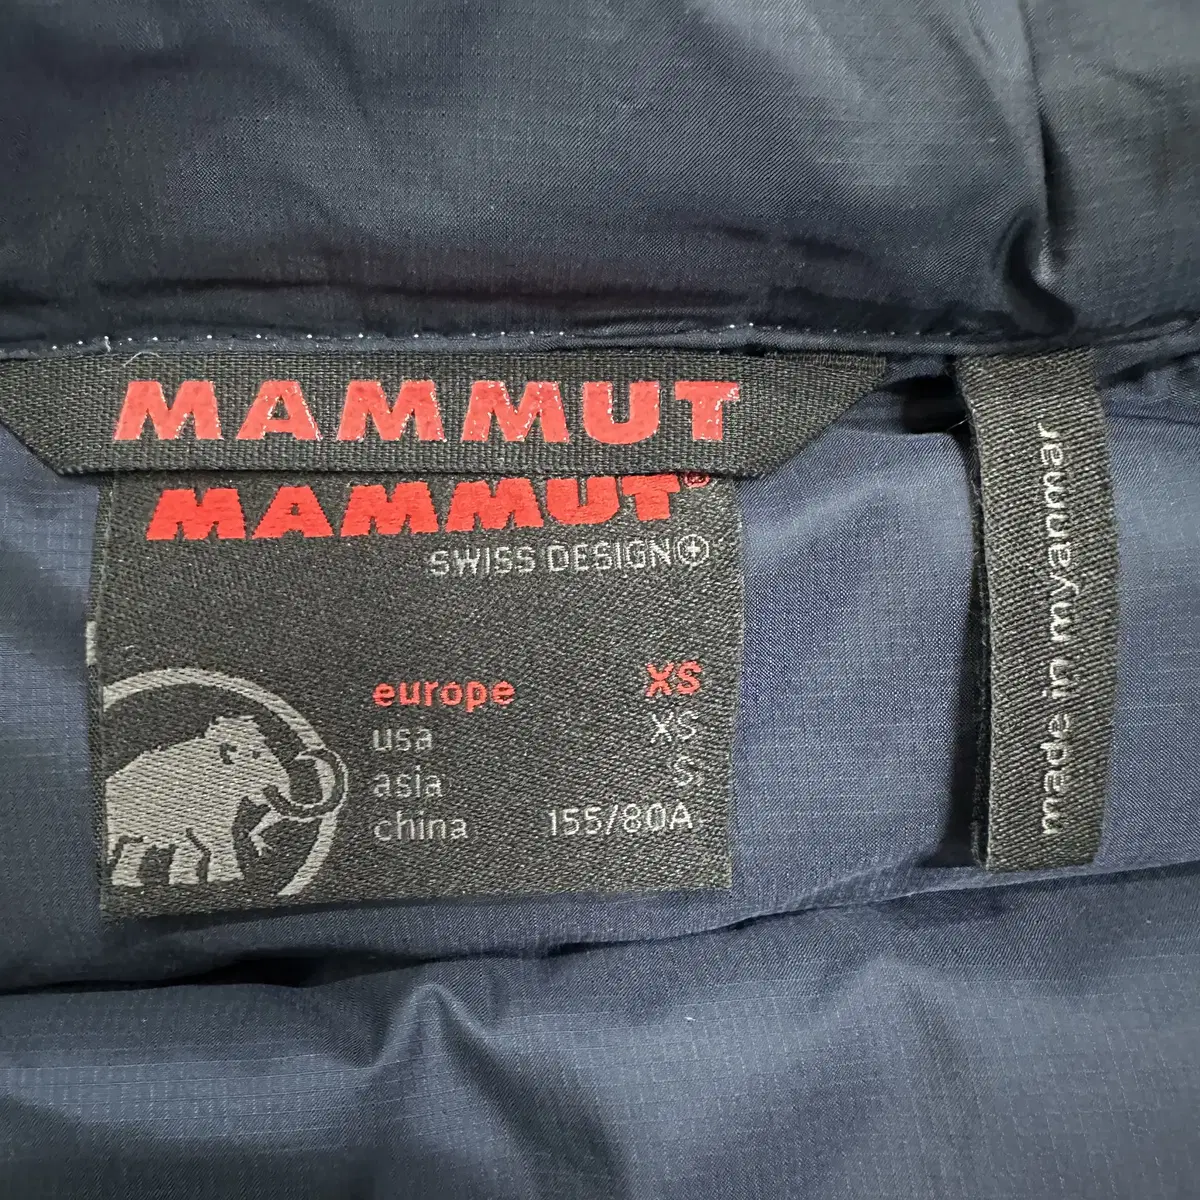 MAMMUT
MAMMUT®
SWISS DESIGN
europe XS
usa XS
asia S
china 155/80A
made in myanmar